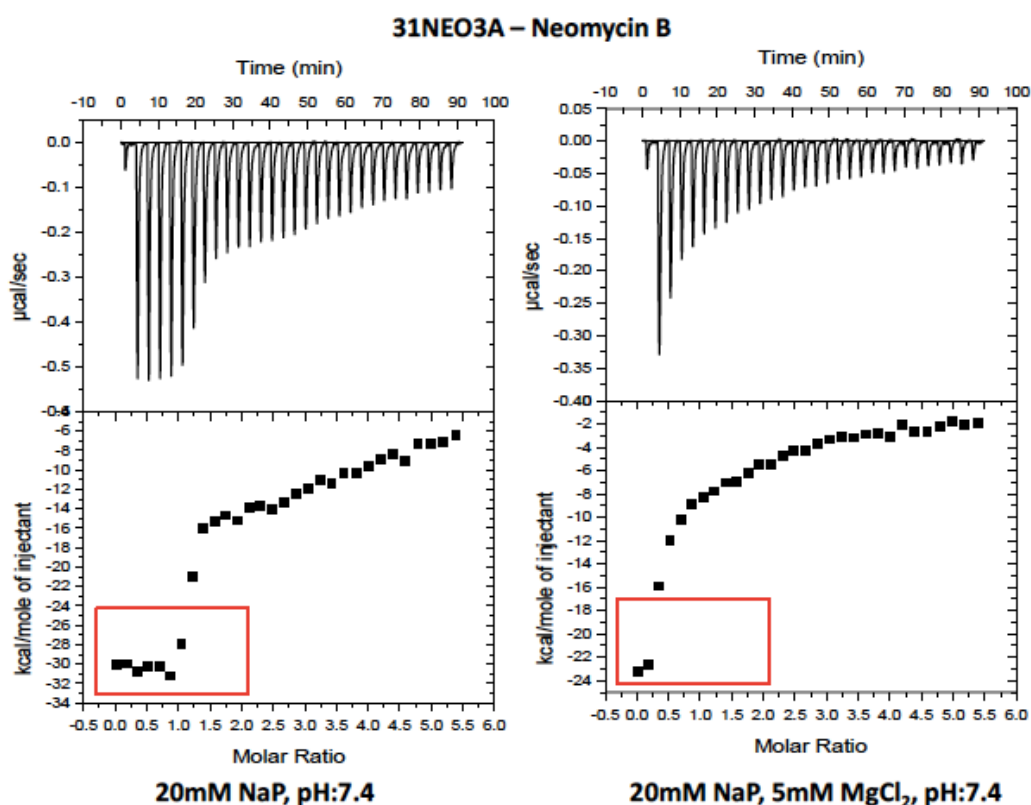 31NEO3A – Neomycin B
Time (min)
-10 0 10 20 30 40 50 60 70 80 90 100
0.0
-0.1
-0.2
-0.3
-0.4
-0.5
µcal/sec
-6
-8
-10
-12
-14
-16
-18
-20
-22
-24
-26
-28
-30
-32
-34
kcal/mole of injectant
-0.5 0.0 0.5 1.0 1.5 2.0 2.5 3.0 3.5 4.0 4.5 5.0 5.5 6.0
Molar Ratio
20mM NaP, pH:7.4
Time (min)
-10 0 10 20 30 40 50 60 70 80 90 100
0.05
0.00
-0.05
-0.10
-0.15
-0.20
-0.25
-0.30
-0.35
-0.40
µcal/sec
-2
-4
-6
-8
-10
-12
-14
-16
-18
-20
-22
-24
kcal/mole of injectant
-0.5 0.0 0.5 1.0 1.5 2.0 2.5 3.0 3.5 4.0 4.5 5.0 5.5 6.0
Molar Ratio
20mM NaP, 5mM MgCl₂, pH:7.4